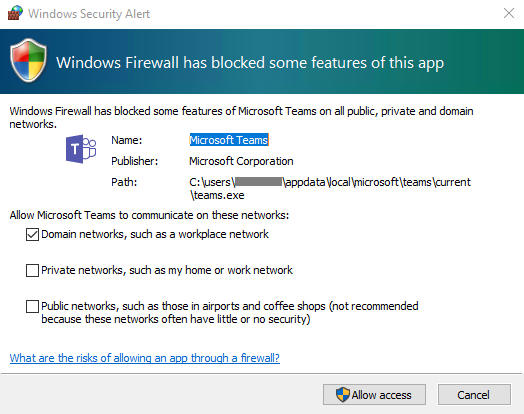 Windows Security Alert
Windows Firewall has blocked some features of this app
Windows Firewall has blocked some features of Microsoft Teams on all public, private and domain
networks.
Name: Microsoft Teams
Publisher: Microsoft Corporation
Path: C:\users\ \appdata\local\microsoft\teams\current
\teams.exe
Allow Microsoft Teams to communicate on these networks:
Domain networks, such as a workplace network
Private networks, such as my home or work network
Public networks, such as those in airports and coffee shops (not recommended
because these networks often have little or no security)
What are the risks of allowing an app through a firewall?
Allow access Cancel